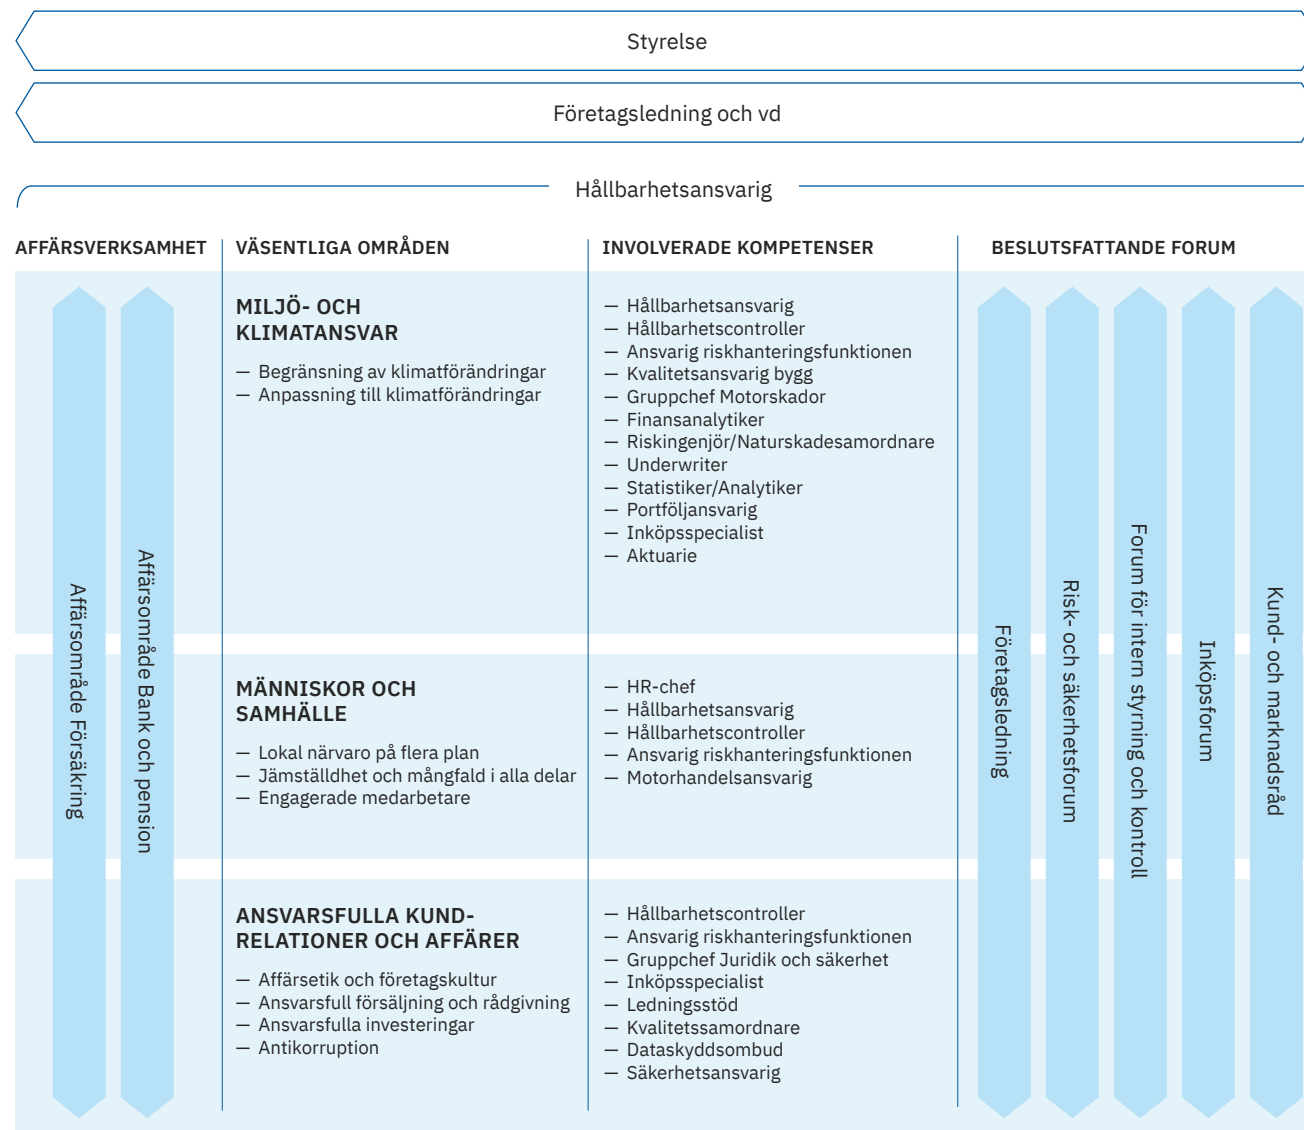 Styrelse
Företagsledning och vd
Hållbarhetsansvarig
AFFÄRSVERKSAMHET
VÄSENTLIGA OMRÅDEN
INVOLVERADE KOMPETENSER
BESLUTSFATTANDE FORUM
Affärsområde Försäkring
Affärsområde Bank och pension
MILJÖ- OCH
KLIMATANSVAR
— Begränsning av klimatförändringar
— Anpassning till klimatförändringar
— Hållbarhetsansvarig
— Hållbarhetscontroller
— Ansvarig riskhanteringsfunktionen
— Kvalitetsansvarig bygg
— Gruppchef Motorskador
— Finansanalytiker
— Riskingenjör/Naturskadesamordnare
— Underwriter
— Statistiker/Analytiker
— Portföljansvarig
— Inköpsspecialist
— Aktuarie
MÄNNISKOR OCH
SAMHÄLLE
— Lokal närvaro på flera plan
— Jämställdhet och mångfald i alla delar
— Engagerade medarbetare
— HR-chef
— Hållbarhetsansvarig
— Hållbarhetscontroller
— Ansvarig riskhanteringsfunktionen
— Motorhandelsansvarig
ANSVARSFULLA KUND-
RELATIONER OCH AFFÄRER
— Affärsetik och företagskultur
— Ansvarsfull försäljning och rådgivning
— Ansvarsfulla investeringar
— Antikorruption
— Hållbarhetscontroller
— Ansvarig riskhanteringsfunktionen
— Gruppchef Juridik och säkerhet
— Inköpsspecialist
— Ledningsstöd
— Kvalitetssamordnare
— Dataskyddsombud
— Säkerhetsansvarig
Företagsledning
Risk- och säkerhetsforum
Forum för intern styrning och kontroll
Inköpsforum
Kund- och marknadsråd